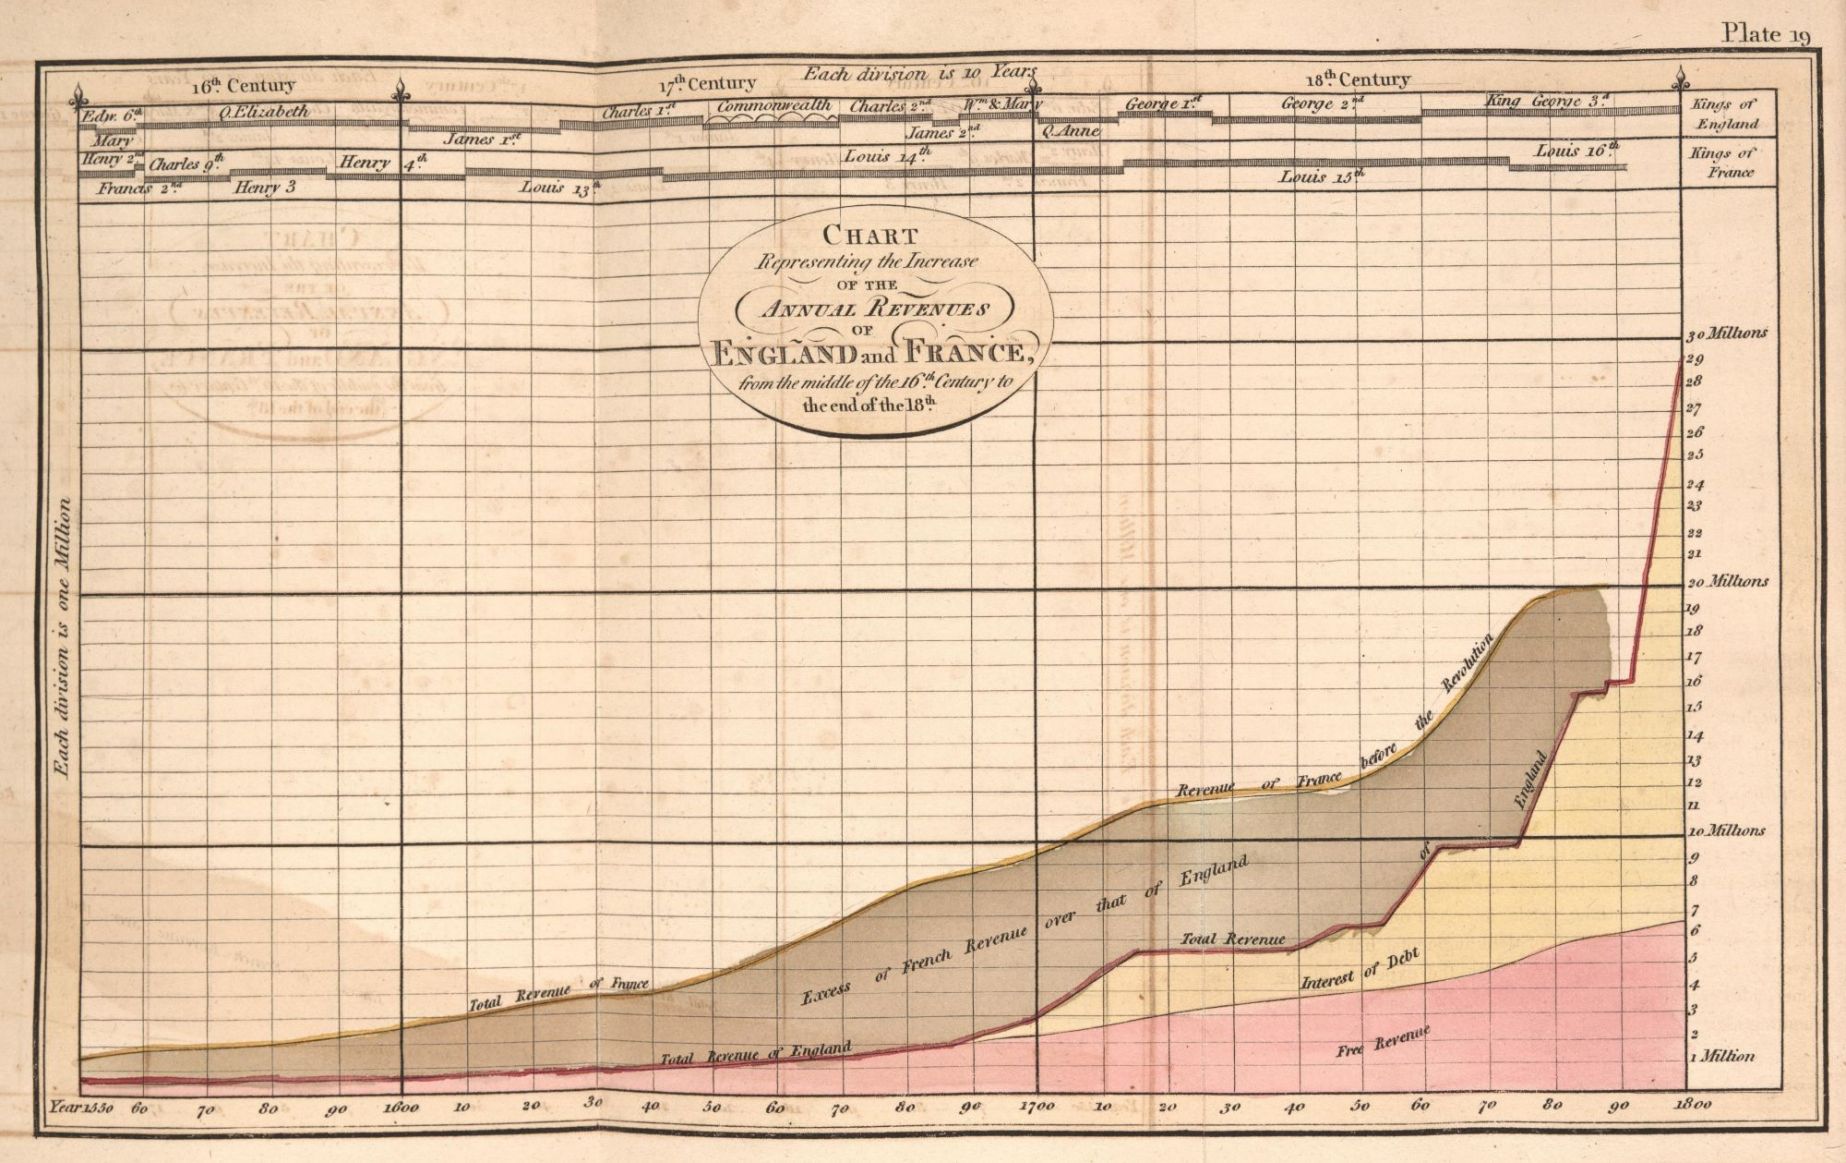 Plate 19
16th Century
17th Century
Each division is 10 Years
18th Century
Edw. 6th
Q. Elizabeth
Charles 1st
Commonwealth
Charles 2nd
Wm & Mary
George 1st
George 2nd
King George 3d
Kings of
England
Mary
James 1st
James 2nd
Q. Anne
Henry 2nd
Charles 9th
Henry 4th
Louis 14th
Louis 16th
Kings of
France
Francis 2nd
Henry 3
Louis 13th
Louis 15th
CHART
Representing the Increase
OF THE
ANNUAL REVENUES
OF
ENGLAND and FRANCE,
from the middle of the 16th Century to
the end of the 18th
Each division is one Million
30 Millions
29
28
27
26
25
24
23
22
21
20 Millions
19
18
17
16
15
14
13
12
11
10 Millions
9
8
7
6
5
4
3
2
1 Million
Total Revenue of France
Revenue of France before the Revolution
Excess of French Revenue over that of England
Total Revenue of England
Total Revenue of England
Interest of Debt
Free Revenue
Year 1550 60 70 80 90 1600 10 20 30 40 50 60 70 80 90 1700 10 20 30 40 50 60 70 80 90 1800